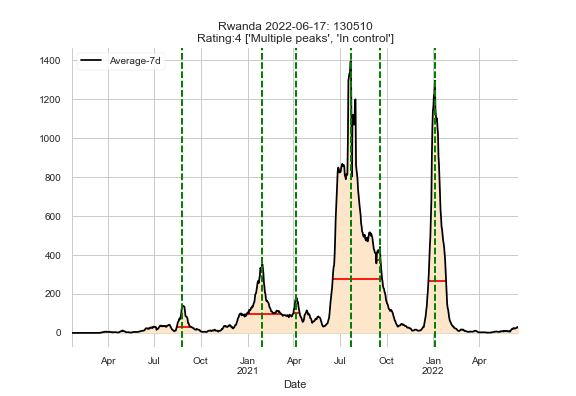 Rwanda 2022-06-17: 130510
Rating:4 ['Multiple peaks', 'In control']
Average-7d
1400
1200
1000
800
600
400
200
0
Apr Jul Oct Jan Apr Jul Oct Jan Apr
2021 2022
Date